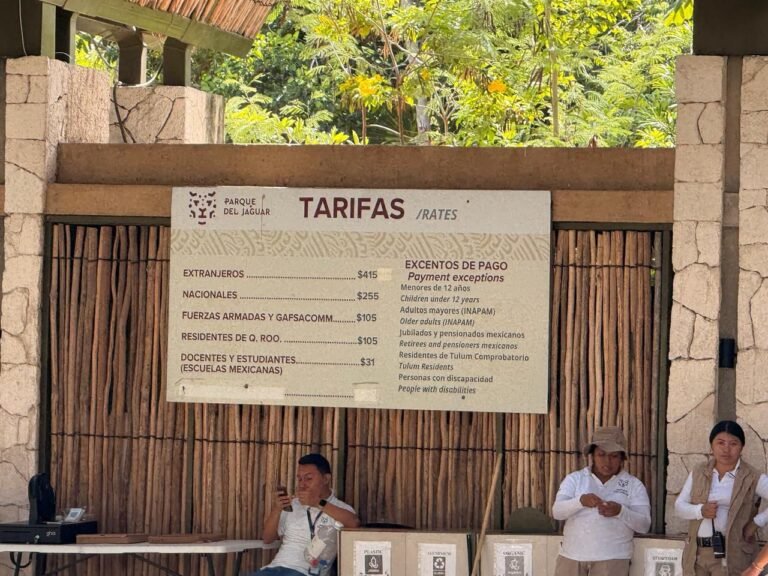 PARQUE
DEL JAGUAR
TARIFAS /RATES
EXTRANJEROS ........ $415
NACIONALES ........ $255
FUERZAS ARMADAS Y GAFSACOMM.... $105
RESIDENTES DE Q. ROO. ........ $105
DOCENTES Y ESTUDIANTES ........ $31
(ESCUELAS MEXICANAS)
EXCENTOS DE PAGO
Payment exceptions
Menores de 12 años
Children under 12 years
Adultos mayores (INAPAM)
Older adults (INAPAM)
Jubilados y pensionados mexicanos
Retirees and pensioners mexicanos
Residentes de Tulum Comprobatorio
Tulum Residents
Personas con discapacidad
People with disabilities
PLASTIC
ORGANIC